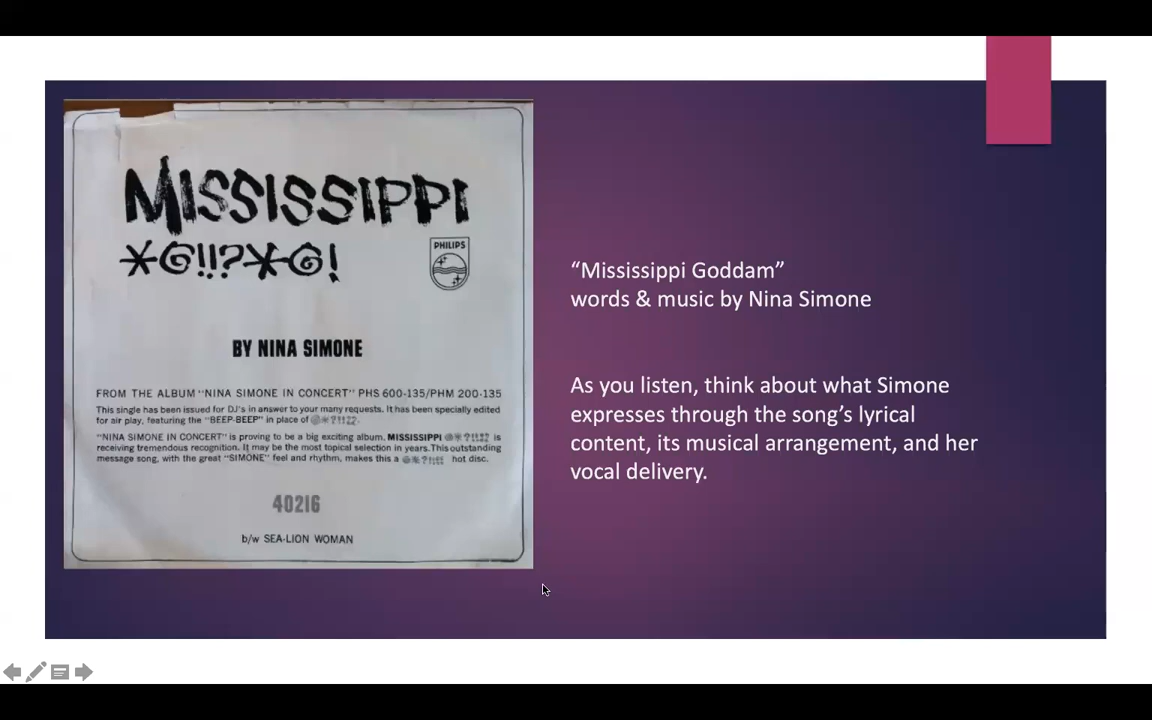 MISSISSIPPI
*@!!?*@!
PHILIPS
BY NINA SIMONE
FROM THE ALBUM "NINA SIMONE IN CONCERT" PHS 600-135/PHM 200-135
This single has been issued for DJ's in answer to your many requests. It has been specially edited
for air play, featuring the "BEEP-BEEP" in place of
"NINA SIMONE IN CONCERT" is proving to be a big exciting album. MISSISSIPPI is
receiving tremendous recognition. It may be the most topical selection in years.This outstanding
message song, with the great "SIMONE" feel and rhythm, makes this a hot disc.
40216
b/w SEA-LION WOMAN
“Mississippi Goddam”
words & music by Nina Simone
As you listen, think about what Simone
expresses through the song’s lyrical
content, its musical arrangement, and her
vocal delivery.